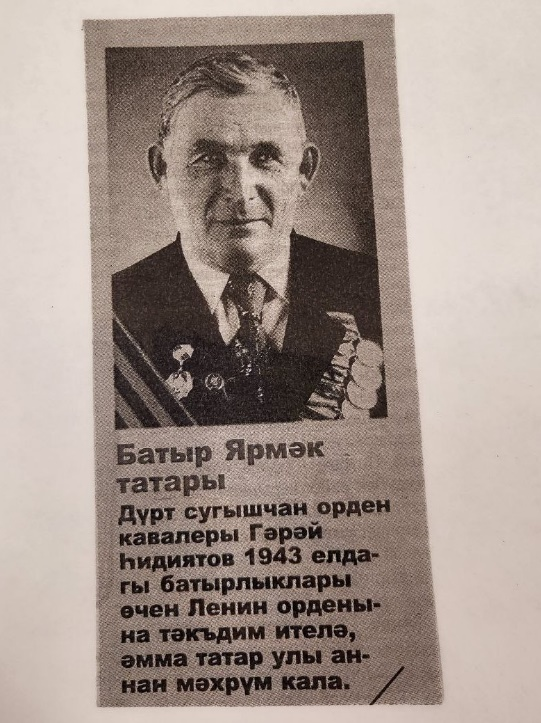 Батыр Ярмәк
татары
Дүрт сугышчан орден
кавалеры Гәрәй
Һидиятов 1943 елда-
гы батырлыклары
өчен Ленин ордены-
на тәкъдим ителә,
әмма татар улы ан-
нан мәхрүм кала.